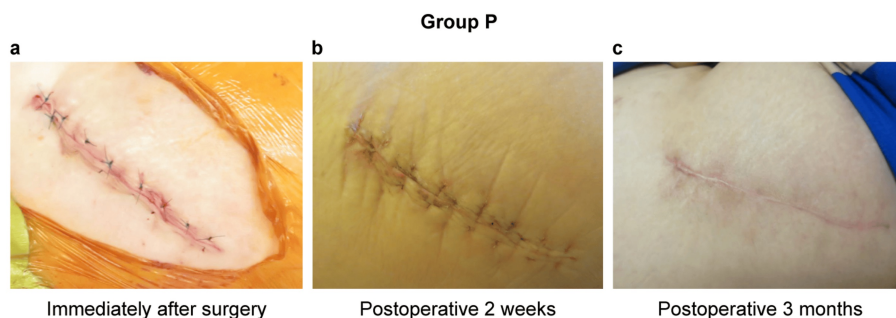 Group P
a
b
c
Immediately after surgery
Postoperative 2 weeks
Postoperative 3 months